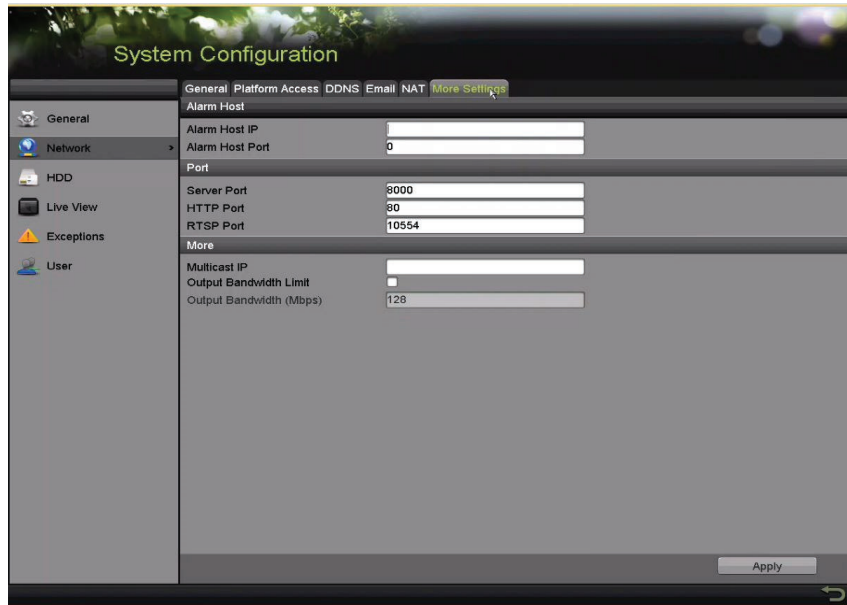 System Configuration
General Platform Access DDNS Email NAT More Settings
General
Network >
HDD
Live View
Exceptions
User
Alarm Host
Alarm Host IP
Alarm Host Port 0
Port
Server Port 8000
HTTP Port 80
RTSP Port 10554
More
Multicast IP
Output Bandwidth Limit
Output Bandwidth (Mbps) 128
Apply